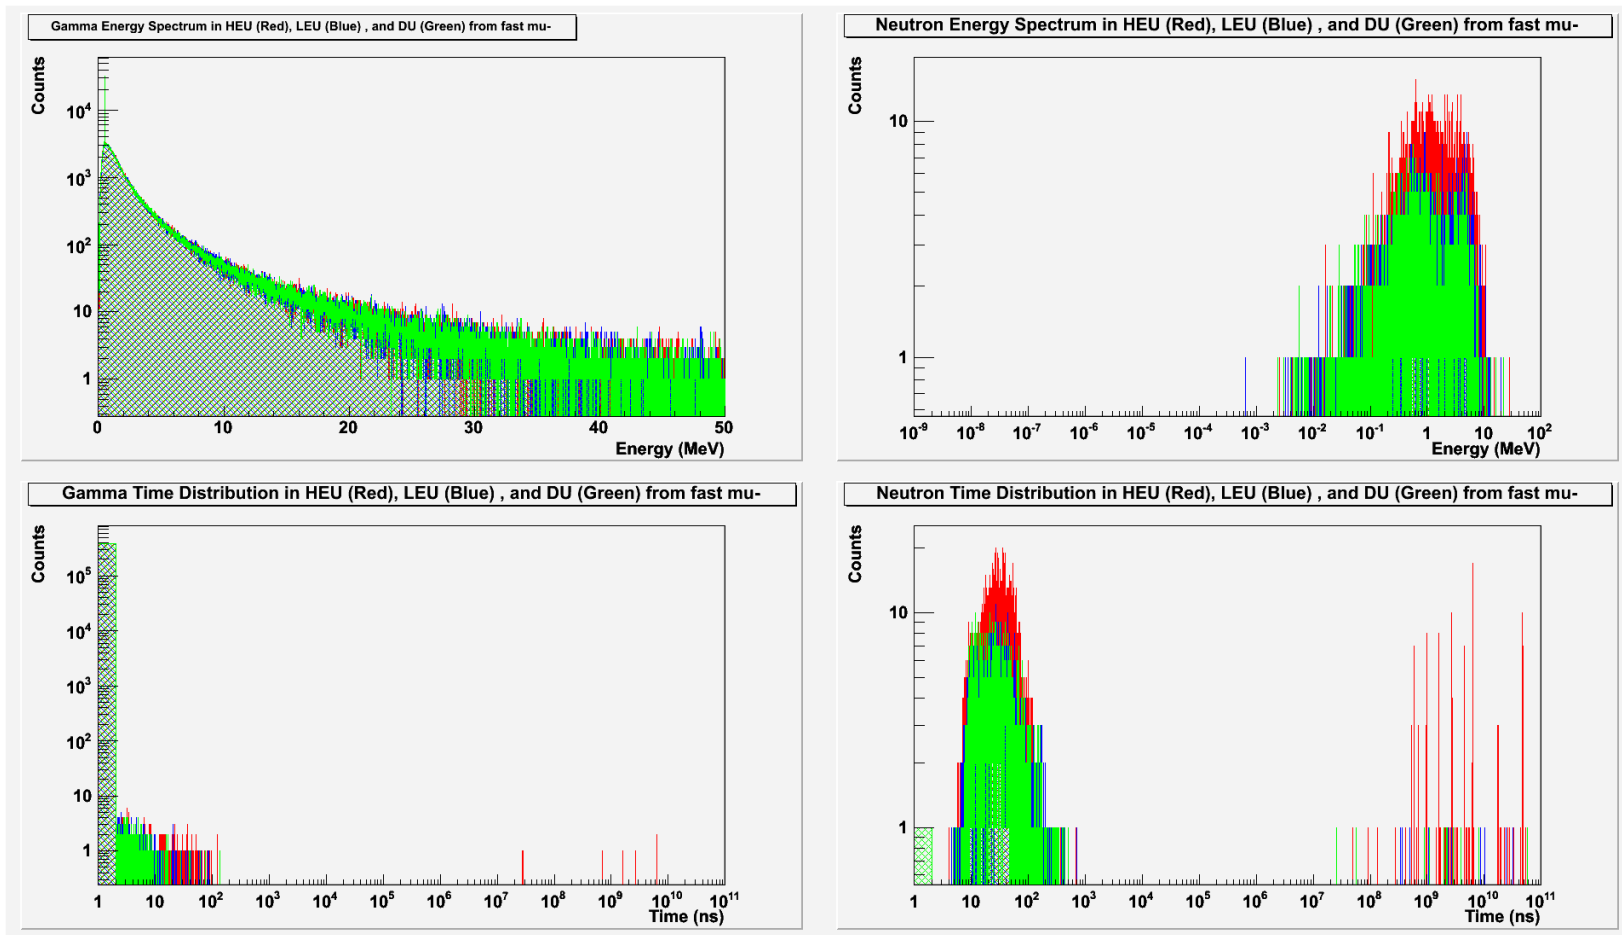 Gamma Energy Spectrum in HEU (Red), LEU (Blue) , and DU (Green) from fast mu-
Counts
10⁴
10³
10²
10
1
0 10 20 30 40 50
Energy (MeV)
Neutron Energy Spectrum in HEU (Red), LEU (Blue) , and DU (Green) from fast mu-
Counts
10
1
10⁻⁹ 10⁻⁸ 10⁻⁷ 10⁻⁶ 10⁻⁵ 10⁻⁴ 10⁻³ 10⁻² 10⁻¹ 1 10 10²
Energy (MeV)
Gamma Time Distribution in HEU (Red), LEU (Blue) , and DU (Green) from fast mu-
Counts
10⁵
10⁴
10³
10²
10
1
1 10 10² 10³ 10⁴ 10⁵ 10⁶ 10⁷ 10⁸ 10⁹ 10¹⁰ 10¹¹
Time (ns)
Neutron Time Distribution in HEU (Red), LEU (Blue) , and DU (Green) from fast mu-
Counts
10
1
1 10 10² 10³ 10⁴ 10⁵ 10⁶ 10⁷ 10⁸ 10⁹ 10¹⁰ 10¹¹
Time (ns)